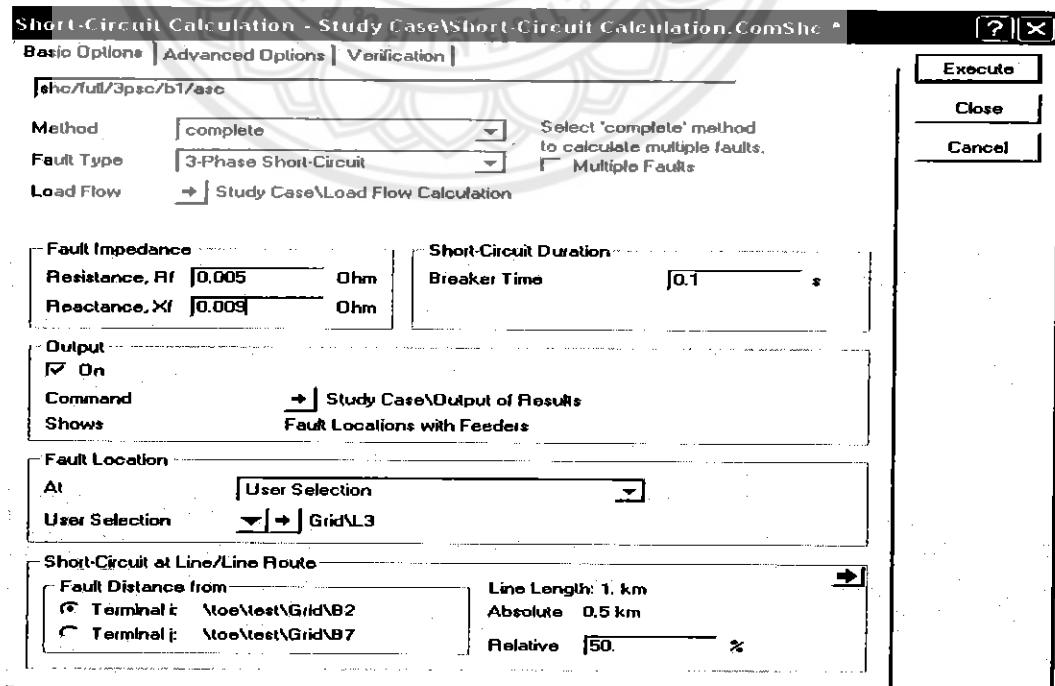 Short-Circuit Calculation - Study Case\Short-Circuit Calculation.ComShc *
Basic Options Advanced Options Verification
Execute
shc/full/3psc/b1/asc
Close
Method complete Select 'complete' method
to calculate multiple faults.
Cancel
Fault Type 3-Phase Short-Circuit Multiple Faults
Load Flow Study Case\Load Flow Calculation
Fault Impedance
Short-Circuit Duration
Resistance, Rf 0.005 Ohm
Breaker Time 0.1 s
Reactance, Xf 0.009 Ohm
Output
On
Command Study Case\Output of Results
Shows Fault Locations with Feeders
Fault Location
At User Selection
User Selection Grid\L3
Short-Circuit at Line/Line Route
Fault Distance from
Line Length: 1. km
Terminal i: \toe\test\Grid\B2
Absolute 0.5 km
Terminal j: \toe\test\Grid\B7
Relative 50. %